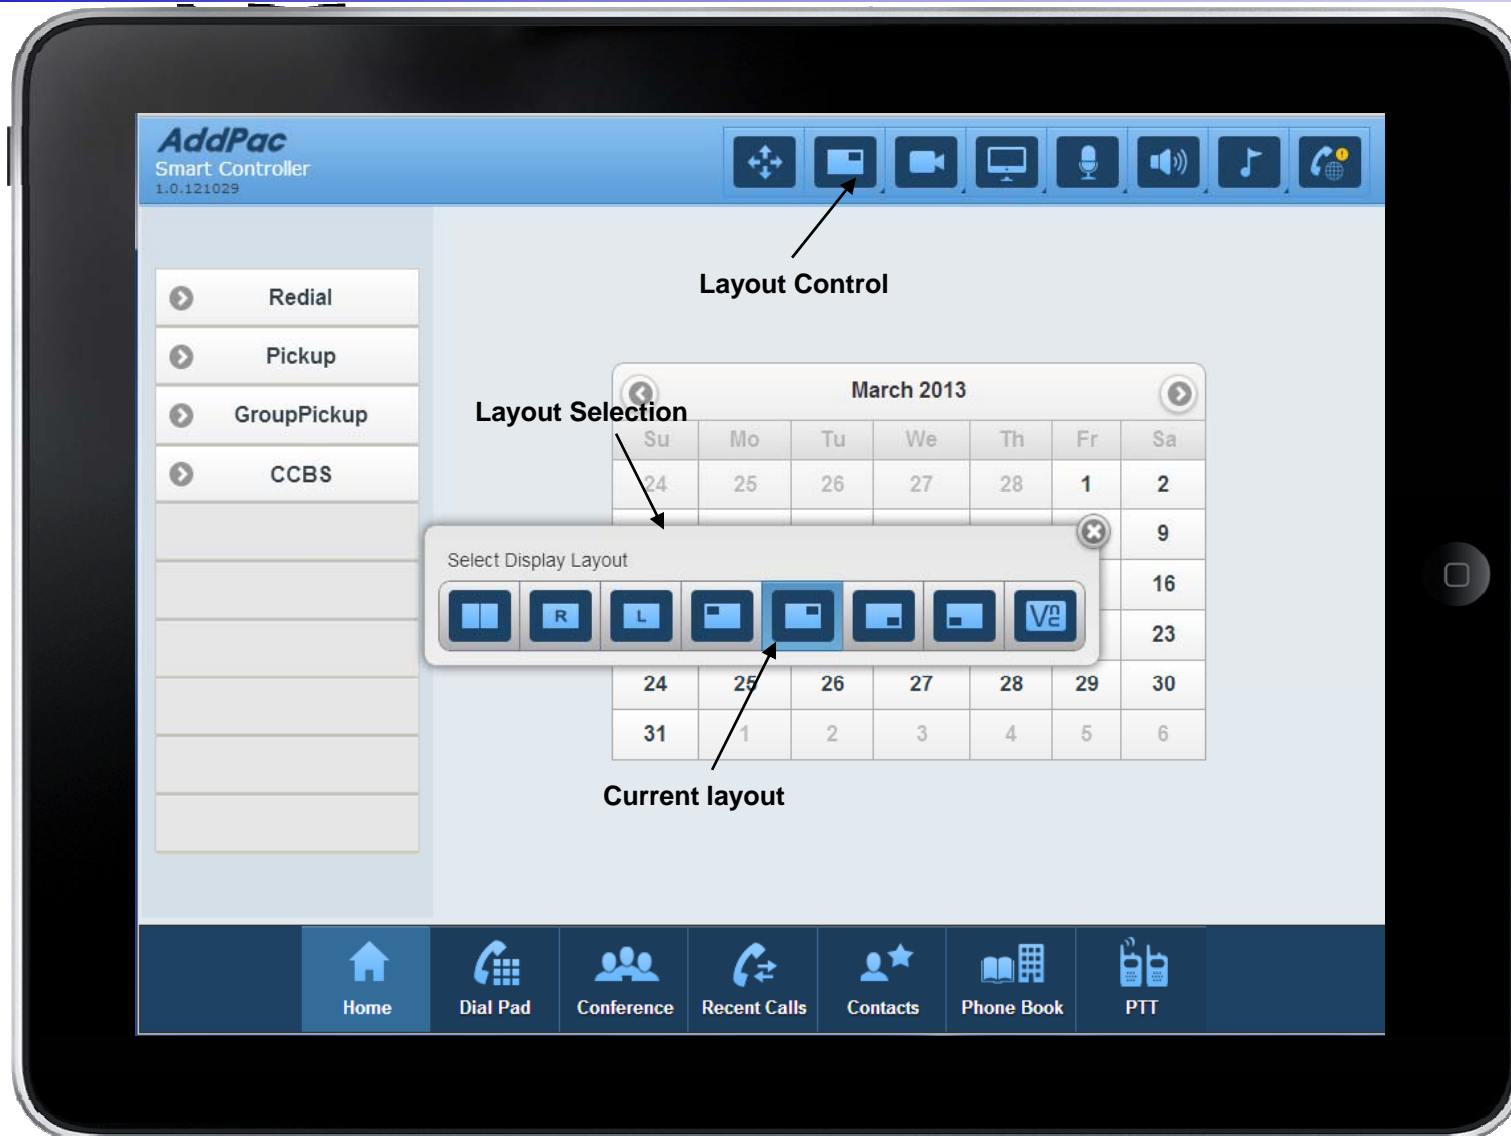 AddPac
Smart Controller
1.0.121029
Layout Control
Redial
Pickup
GroupPickup
CCBS
Layout Selection
March 2013
Su Mo Tu We Th Fr Sa
24 25 26 27 28 1 2
9
16
23
24 25 26 27 28 29 30
31 1 2 3 4 5 6
Select Display Layout
R L Vnc
Current layout
Home Dial Pad Conference Recent Calls Contacts Phone Book PTT